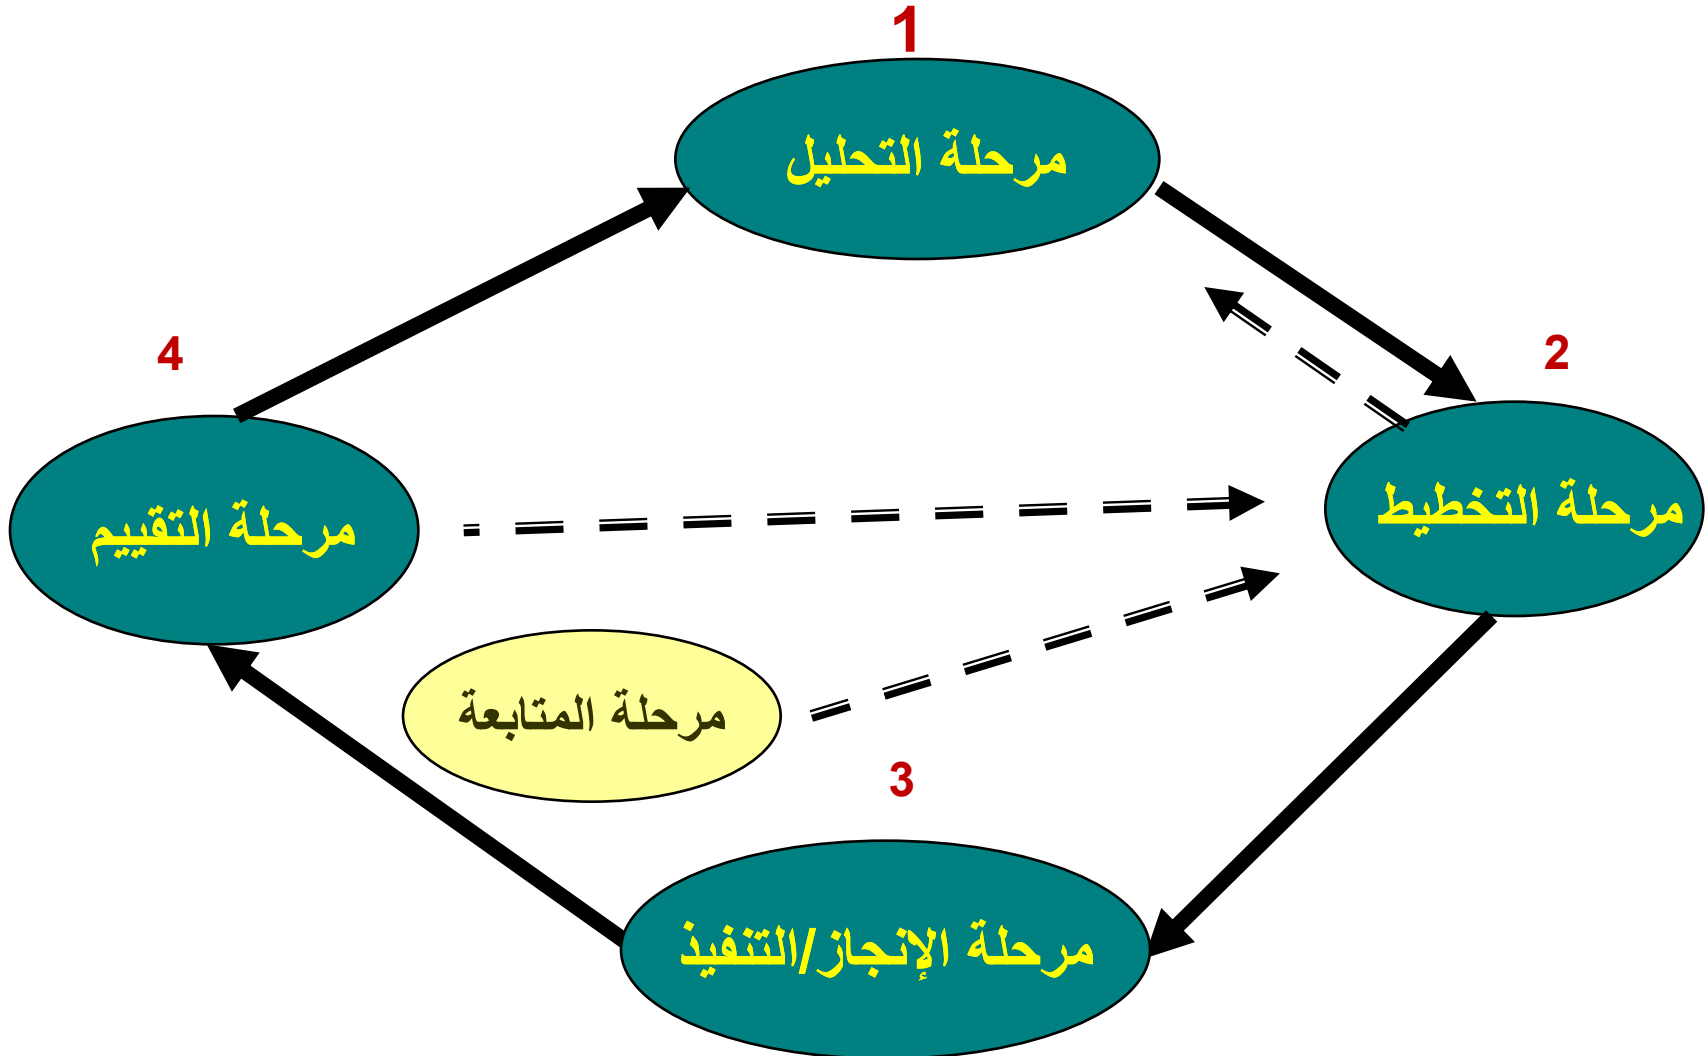 1
مرحلة التحليل
2
4
مرحلة التخطيط
مرحلة التقييم
مرحلة المتابعة
3
مرحلة الإنجاز/التنفيذ